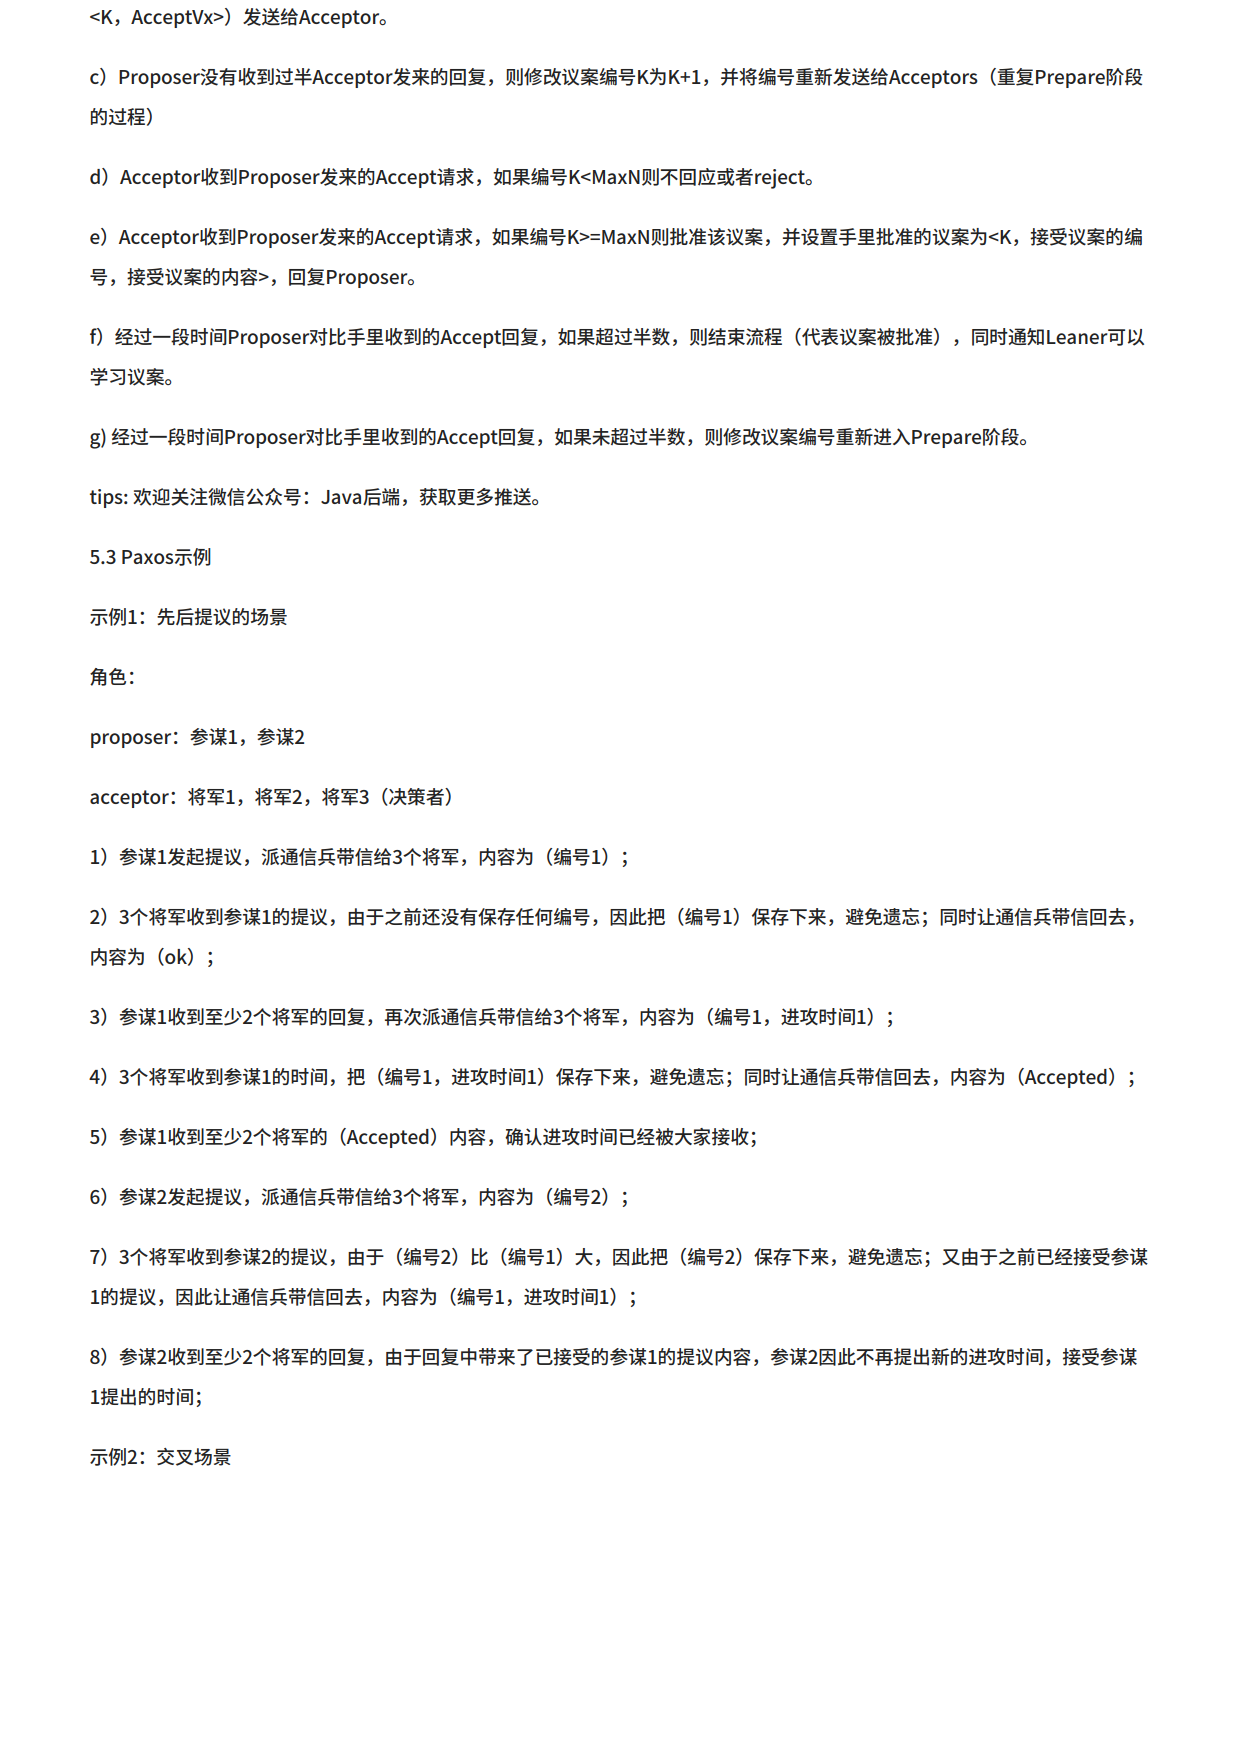 <K，AcceptVx>）发送给Acceptor。
c）Proposer没有收到过半Acceptor发来的回复，则修改议案编号K为K+1，并将编号重新发送给Acceptors（重复Prepare阶段
的过程）
d）Acceptor收到Proposer发来的Accept请求，如果编号K<MaxN则不回应或者reject。
e）Acceptor收到Proposer发来的Accept请求，如果编号K>=MaxN则批准该议案，并设置手里批准的议案为<K，接受议案的编
号，接受议案的内容>，回复Proposer。
f）经过一段时间Proposer对比手里收到的Accept回复，如果超过半数，则结束流程（代表议案被批准），同时通知Leaner可以
学习议案。
g) 经过一段时间Proposer对比手里收到的Accept回复，如果未超过半数，则修改议案编号重新进入Prepare阶段。
tips: 欢迎关注微信公众号：Java后端，获取更多推送。
5.3 Paxos示例
示例1：先后提议的场景
角色：
proposer：参谋1，参谋2
acceptor：将军1，将军2，将军3（决策者）
1）参谋1发起提议，派通信兵带信给3个将军，内容为（编号1）；
2）3个将军收到参谋1的提议，由于之前还没有保存任何编号，因此把（编号1）保存下来，避免遗忘；同时让通信兵带信回去，
内容为（ok）；
3）参谋1收到至少2个将军的回复，再次派通信兵带信给3个将军，内容为（编号1，进攻时间1）；
4）3个将军收到参谋1的时间，把（编号1，进攻时间1）保存下来，避免遗忘；同时让通信兵带信回去，内容为（Accepted）；
5）参谋1收到至少2个将军的（Accepted）内容，确认进攻时间已经被大家接收；
6）参谋2发起提议，派通信兵带信给3个将军，内容为（编号2）；
7）3个将军收到参谋2的提议，由于（编号2）比（编号1）大，因此把（编号2）保存下来，避免遗忘；又由于之前已经接受参谋
1的提议，因此让通信兵带信回去，内容为（编号1，进攻时间1）；
8）参谋2收到至少2个将军的回复，由于回复中带来了已接受的参谋1的提议内容，参谋2因此不再提出新的进攻时间，接受参谋
1提出的时间；
示例2：交叉场景